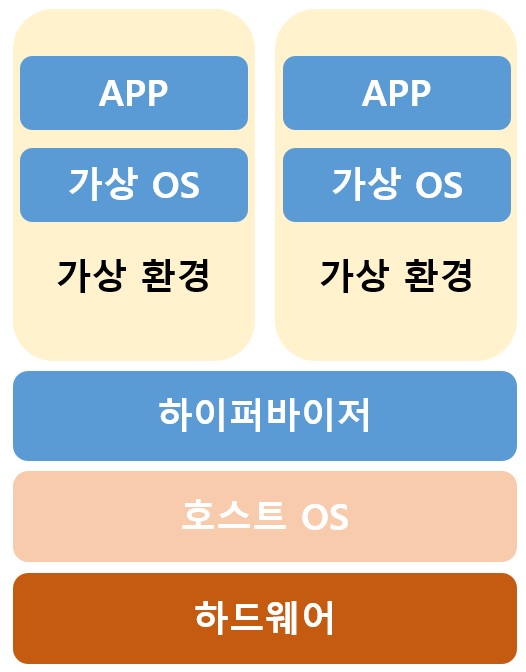 APP
가상 OS
가상 환경
APP
가상 OS
가상 환경
하이퍼바이저
호스트 OS
하드웨어